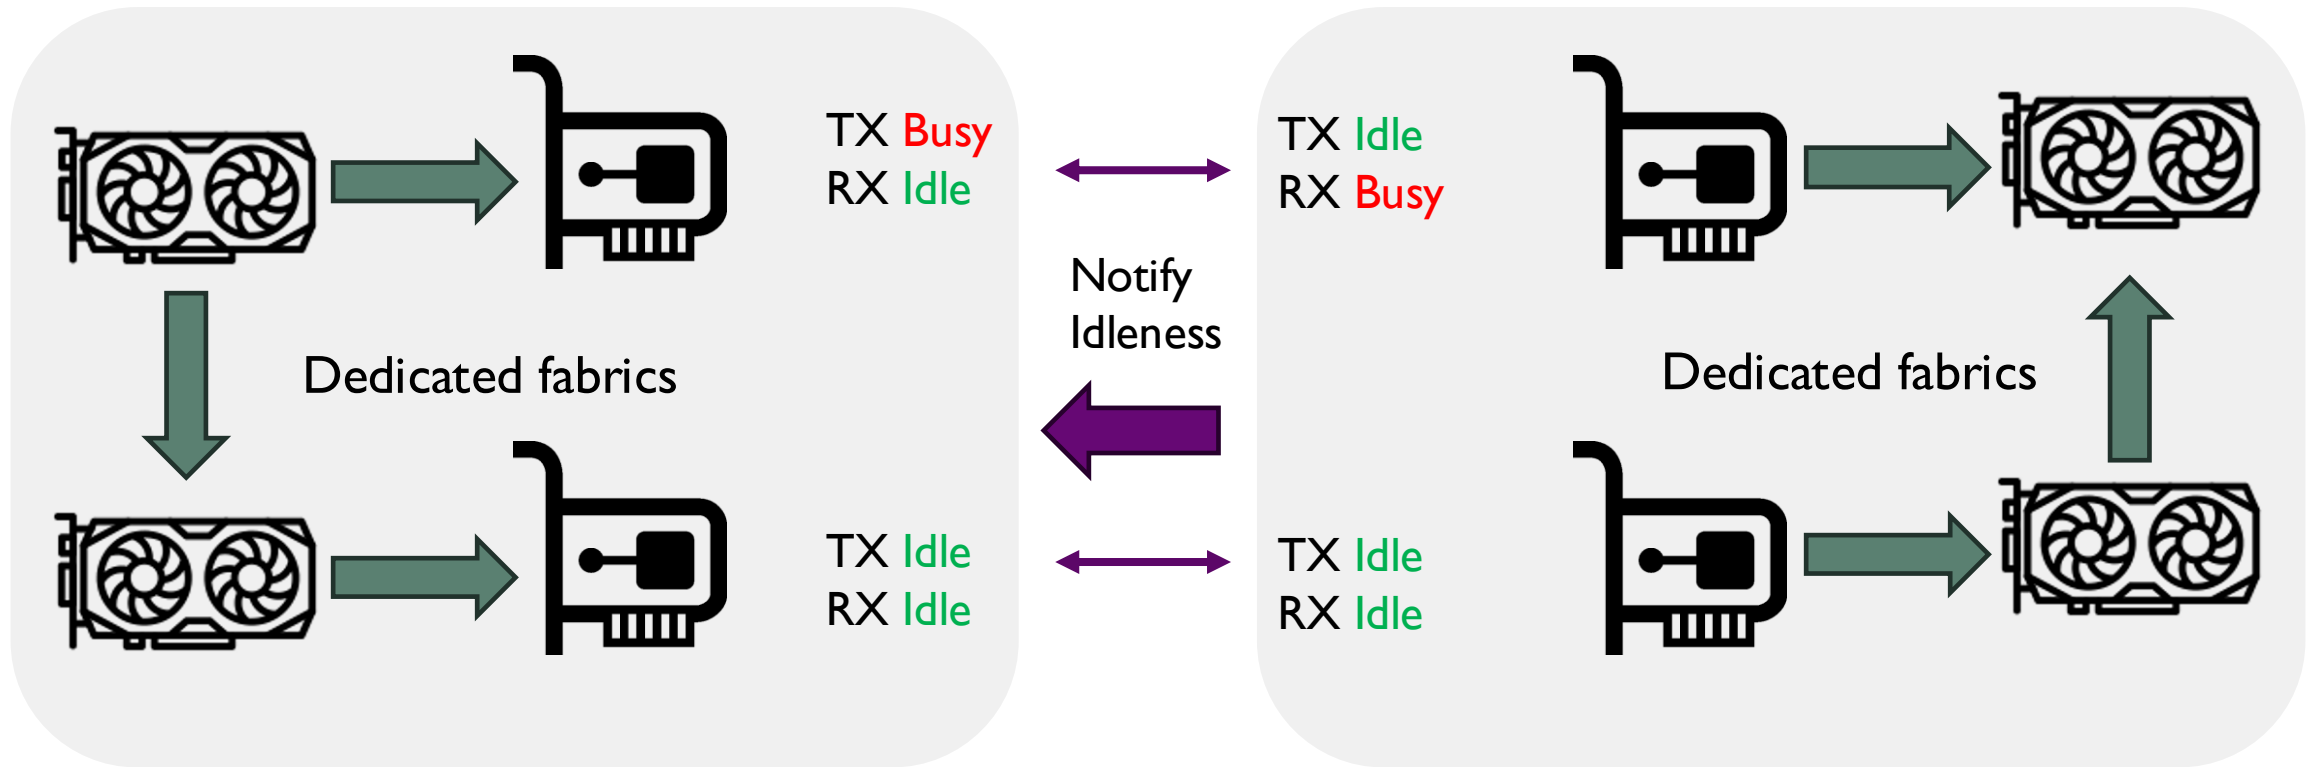 TX Busy
RX Idle
TX Idle
RX Busy
Notify
Idleness
Dedicated fabrics
Dedicated fabrics
TX Idle
RX Idle
TX Idle
RX Idle